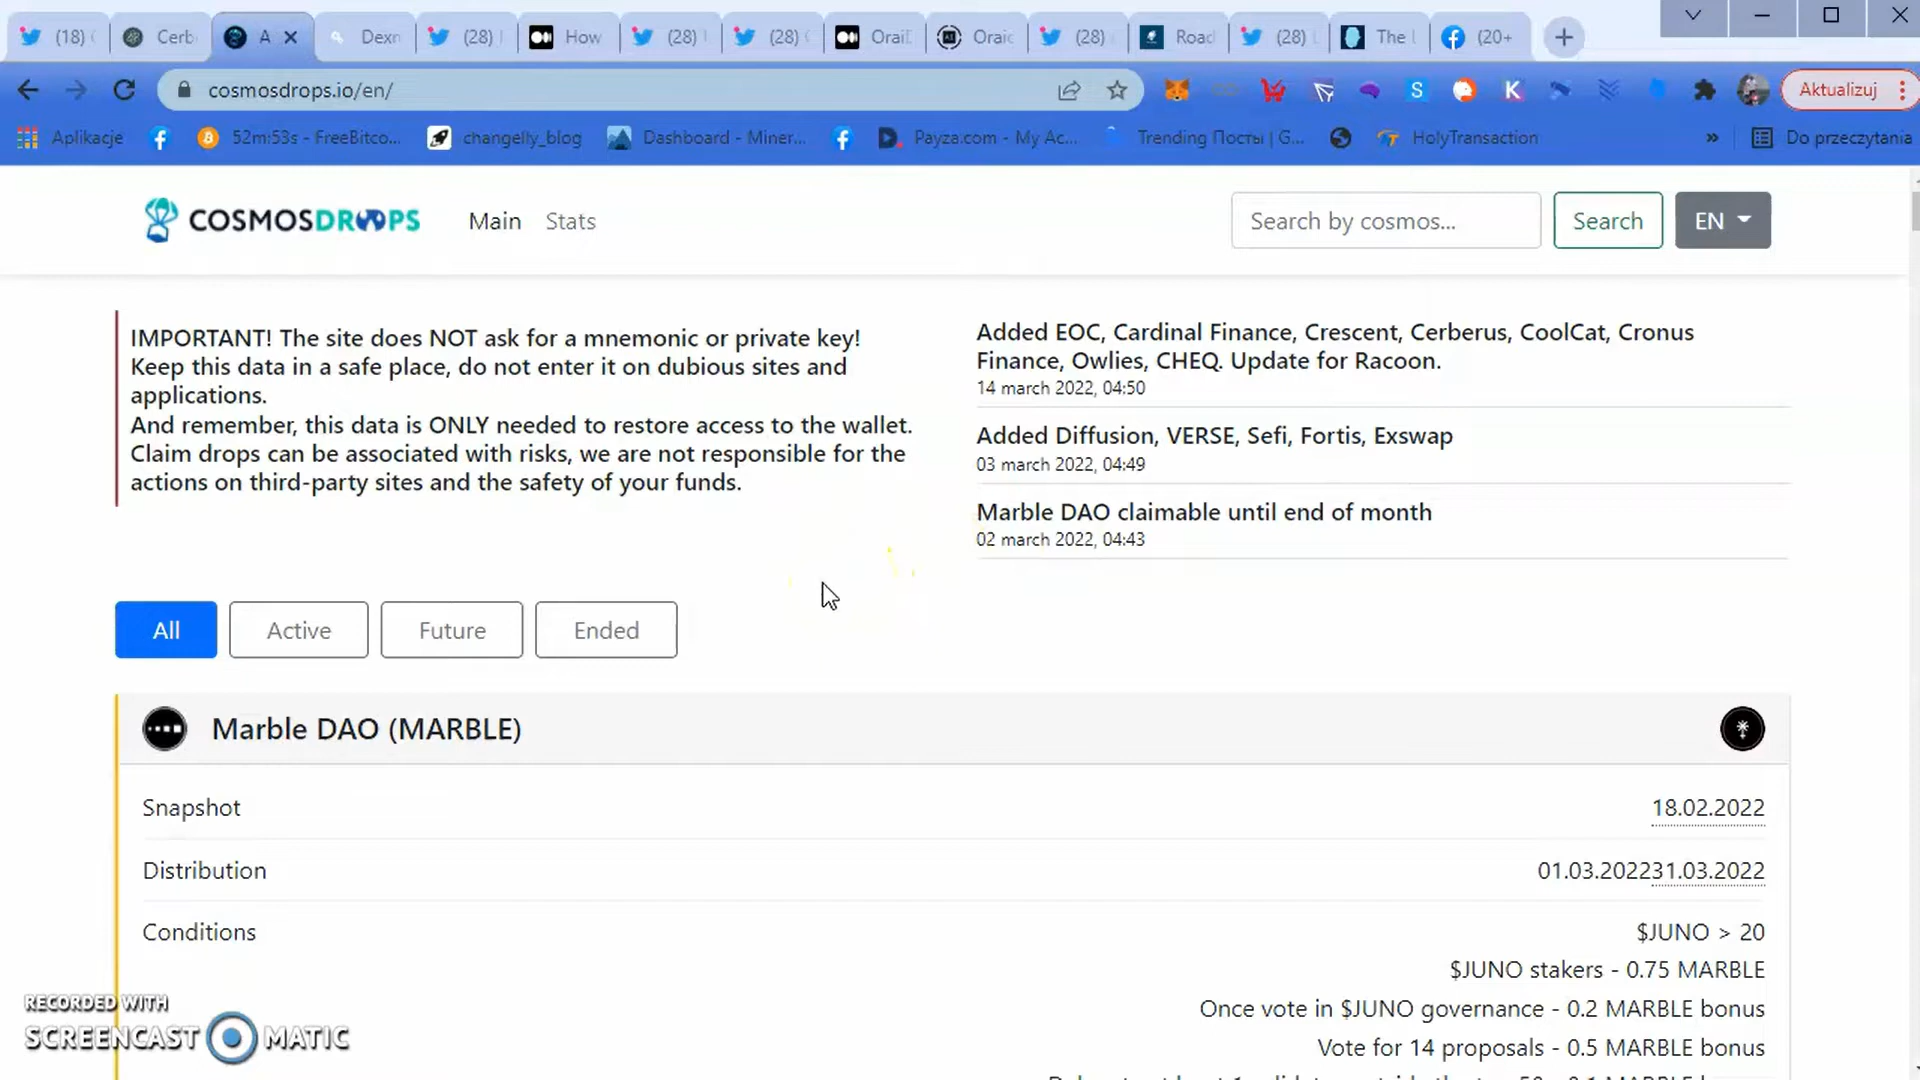 (18)
Cerb
A
Dexr
(28)
How
(28)
(28)
Orail
Oraic
(28)
Road
(28)
The
(20+
cosmosdrops.io/en/
Aktualizuj
Aplikacje
52m:53s - FreeBitco...
changelly_blog
Dashboard - Miner...
Payza.com - My Ac...
Trending Посты | G...
HolyTransaction
»
Do przeczytania
COSMOSDROPS
Main
Stats
Search by cosmos...
Search
EN
IMPORTANT! The site does NOT ask for a mnemonic or private key!
Keep this data in a safe place, do not enter it on dubious sites and
applications.
And remember, this data is ONLY needed to restore access to the wallet.
Claim drops can be associated with risks, we are not responsible for the
actions on third-party sites and the safety of your funds.
Added EOC, Cardinal Finance, Crescent, Cerberus, CoolCat, Cronus
Finance, Owlies, CHEQ. Update for Racoon.
14 march 2022, 04:50
Added Diffusion, VERSE, Sefi, Fortis, Exswap
03 march 2022, 04:49
Marble DAO claimable until end of month
02 march 2022, 04:43
All
Active
Future
Ended
Marble DAO (MARBLE)
Snapshot
18.02.2022
Distribution
01.03.202231.03.2022
Conditions
$JUNO > 20
$JUNO stakers - 0.75 MARBLE
Once vote in $JUNO governance - 0.2 MARBLE bonus
Vote for 14 proposals - 0.5 MARBLE bonus
RECORDED WITH
SCREENCAST MATIC